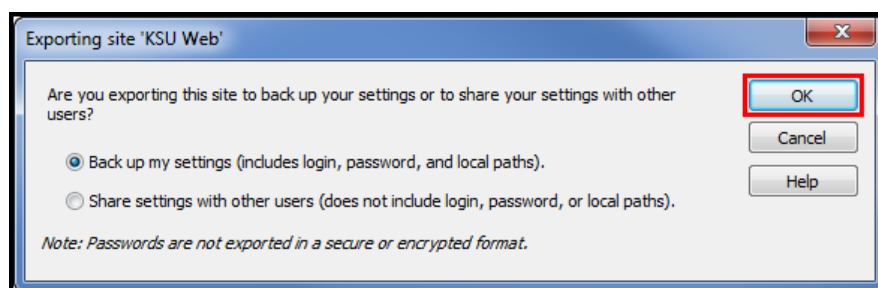 Exporting site 'KSU Web'
Are you exporting this site to back up your settings or to share your settings with other
users?
OK
Cancel
Back up my settings (includes login, password, and local paths).
Help
Share settings with other users (does not include login, password, or local paths).
Note: Passwords are not exported in a secure or encrypted format.